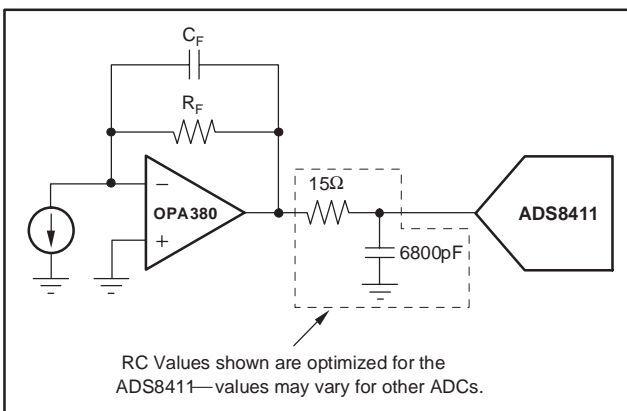 C_F
R_F
−
OPA380
+
15Ω
6800pF
ADS8411
RC Values shown are optimized for the
ADS8411—values may vary for other ADCs.